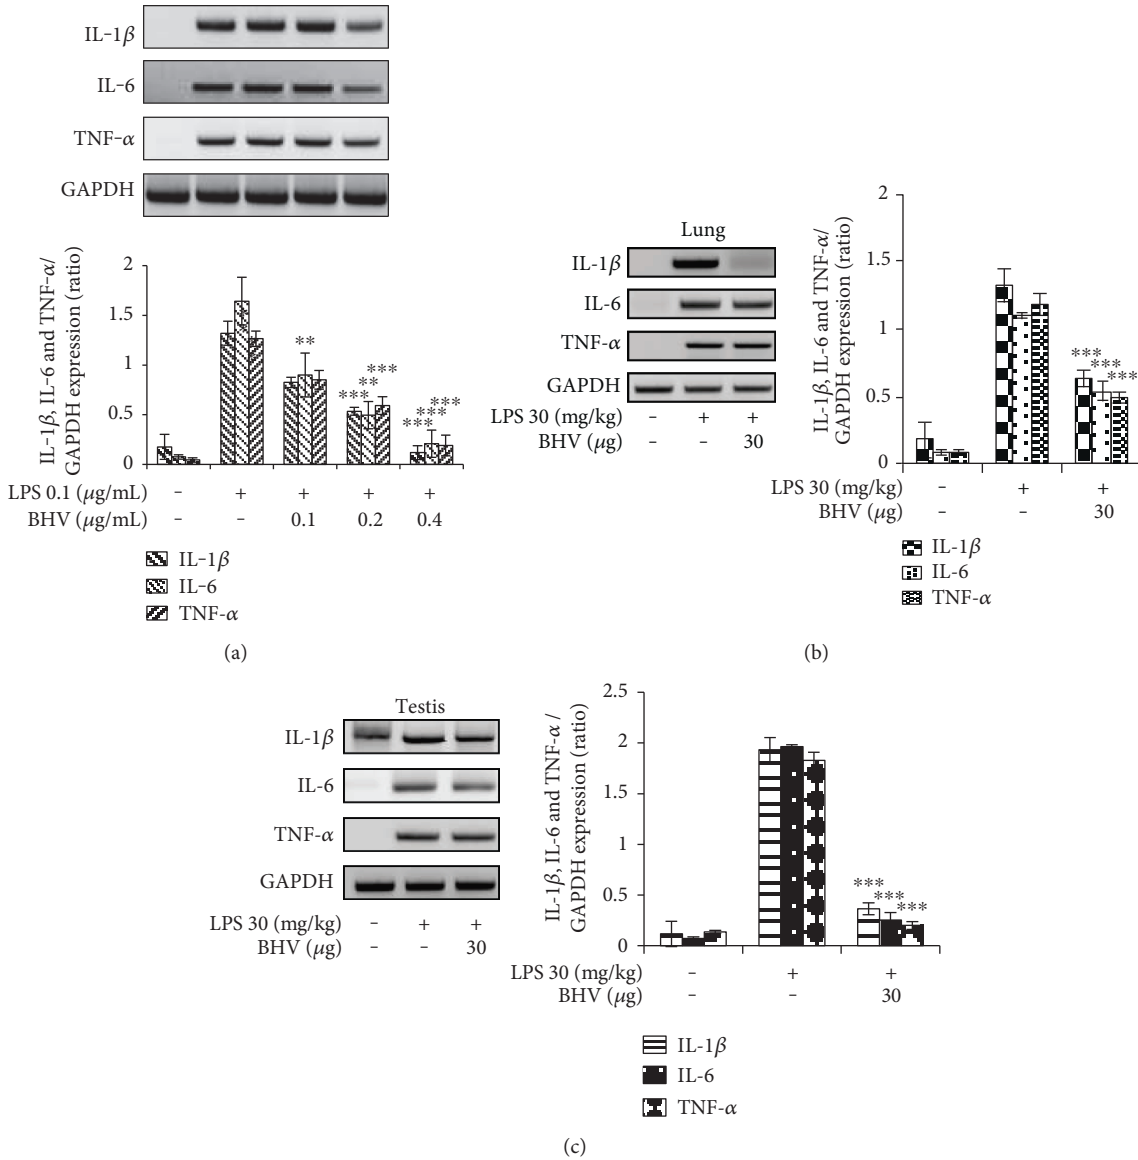 IL-1β
IL-6
TNF-α
GAPDH
IL-1β, IL-6 and TNF-α/
GAPDH expression (ratio)
2
1.5
1
0.5
0
**
***
**
***
***
***
***
LPS 0.1 (μg/mL) - + + + +
BHV (μg/mL) - - 0.1 0.2 0.4
IL-1β
IL-6
TNF-α
(a)
Lung
IL-1β
IL-6
TNF-α
GAPDH
LPS 30 (mg/kg) - + +
BHV (μg) - - 30
IL-1β, IL-6 and TNF-α/
GAPDH expression (ratio)
2
1.5
1
0.5
0
***
***
***
LPS 30 (mg/kg) - + +
BHV (μg) - - 30
IL-1β
IL-6
TNF-α
(b)
Testis
IL-1β
IL-6
TNF-α
GAPDH
LPS 30 (mg/kg) - + +
BHV (μg) - - 30
IL-1β, IL-6 and TNF-α /
GAPDH expression (ratio)
2.5
2
1.5
1
0.5
0
***
***
***
LPS 30 (mg/kg) - + +
BHV (μg) - - 30
IL-1β
IL-6
TNF-α
(c)